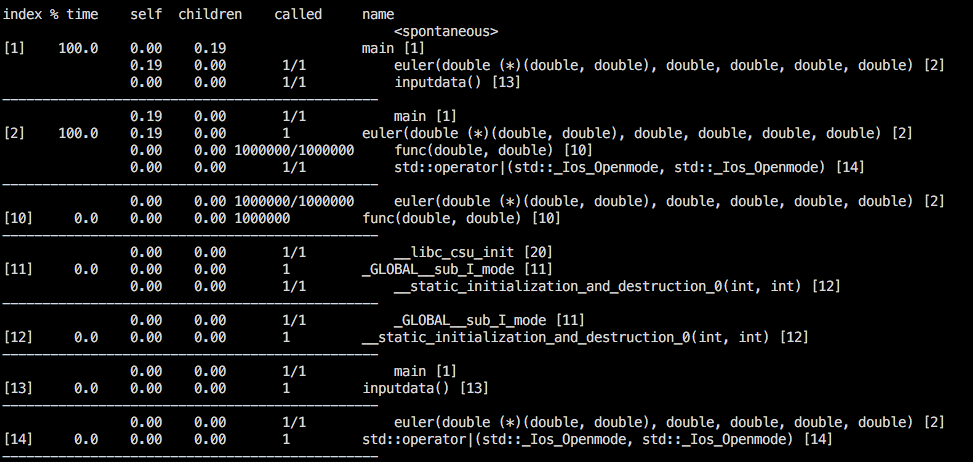 index % time    self  children    called     name
                                                 <spontaneous>
[1]    100.0    0.00    0.19                 main [1]
                0.19    0.00       1/1           euler(double (*)(double, double), double, double, double, double) [2]
                0.00    0.00       1/1           inputdata() [13]
-----------------------------------------------
                0.19    0.00       1/1           main [1]
[2]    100.0    0.19    0.00       1         euler(double (*)(double, double), double, double, double, double) [2]
                0.00    0.00 1000000/1000000     func(double, double) [10]
                0.00    0.00       1/1           std::operator|(std::_Ios_Openmode, std::_Ios_Openmode) [14]
-----------------------------------------------
                0.00    0.00 1000000/1000000     euler(double (*)(double, double), double, double, double, double) [2]
[10]     0.0    0.00    0.00 1000000         func(double, double) [10]
-----------------------------------------------
                0.00    0.00       1/1           __libc_csu_init [20]
[11]     0.0    0.00    0.00       1         _GLOBAL__sub_I_mode [11]
                0.00    0.00       1/1           __static_initialization_and_destruction_0(int, int) [12]
-----------------------------------------------
                0.00    0.00       1/1           _GLOBAL__sub_I_mode [11]
[12]     0.0    0.00    0.00       1         __static_initialization_and_destruction_0(int, int) [12]
-----------------------------------------------
                0.00    0.00       1/1           main [1]
[13]     0.0    0.00    0.00       1         inputdata() [13]
-----------------------------------------------
                0.00    0.00       1/1           euler(double (*)(double, double), double, double, double, double) [2]
[14]     0.0    0.00    0.00       1         std::operator|(std::_Ios_Openmode, std::_Ios_Openmode) [14]
-----------------------------------------------